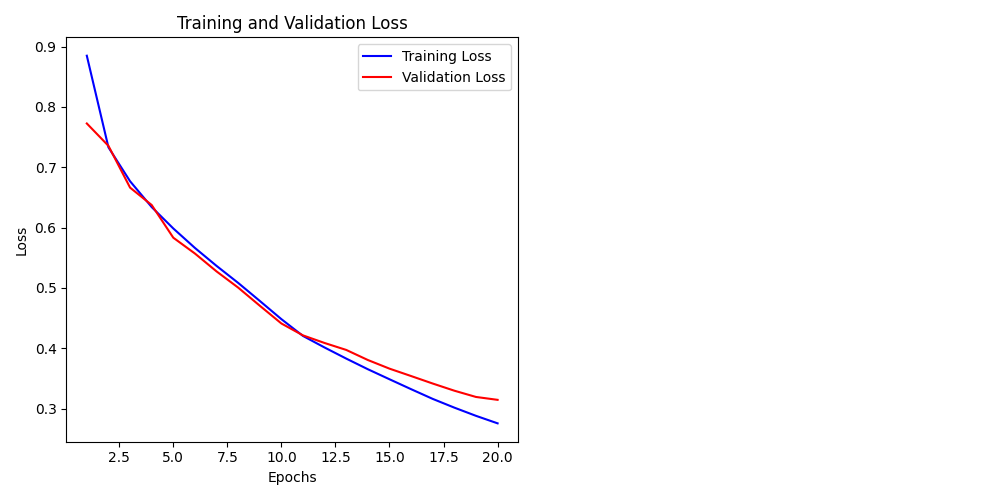 Training and Validation Loss
Training Loss
Validation Loss
0.9
0.8
0.7
0.6
0.5
0.4
0.3
Loss
2.5 5.0 7.5 10.0 12.5 15.0 17.5 20.0
Epochs